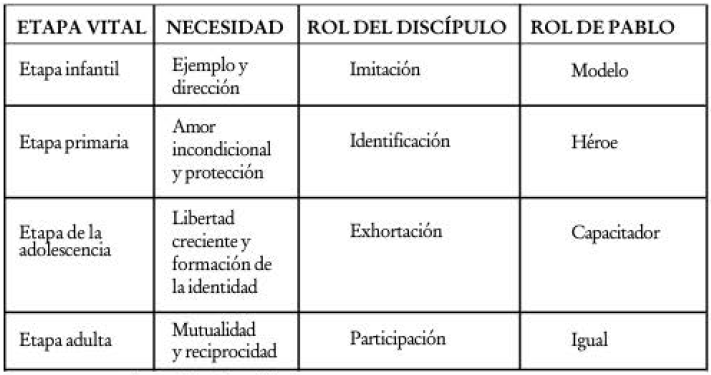 ETAPA VITAL NECESIDAD ROL DEL DISCÍPULO ROL DE PABLO
Etapa infantil
Ejemplo y
dirección
Imitación
Modelo
Etapa primaria
Amor
incondicional
y protección
Identificación
Héroe
Etapa de la
adolescencia
Libertad
creciente y
formación de
la identidad
Exhortación
Capacitador
Etapa adulta
Mutualidad
y reciprocidad
Participación
Igual